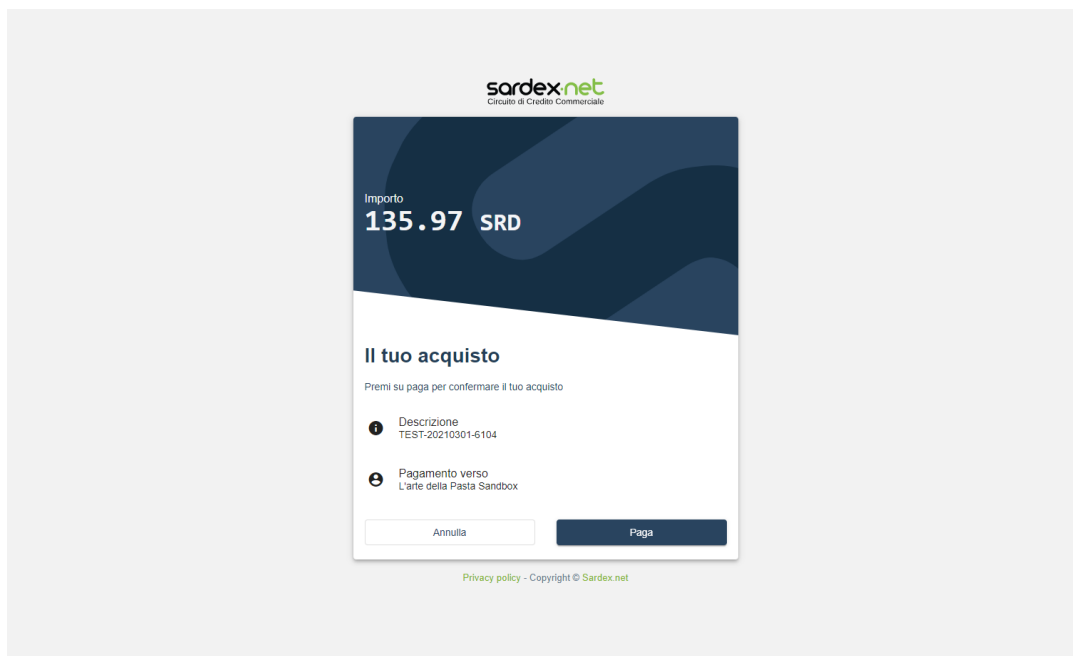 sardex.net
Circuito di Credito Commerciale
Importo
135.97 SRD
Il tuo acquisto
Premi su paga per confermare il tuo acquisto
Descrizione
TEST-20210301-6104
Pagamento verso
L'arte della Pasta Sandbox
Annulla
Paga
Privacy policy - Copyright © Sardex.net